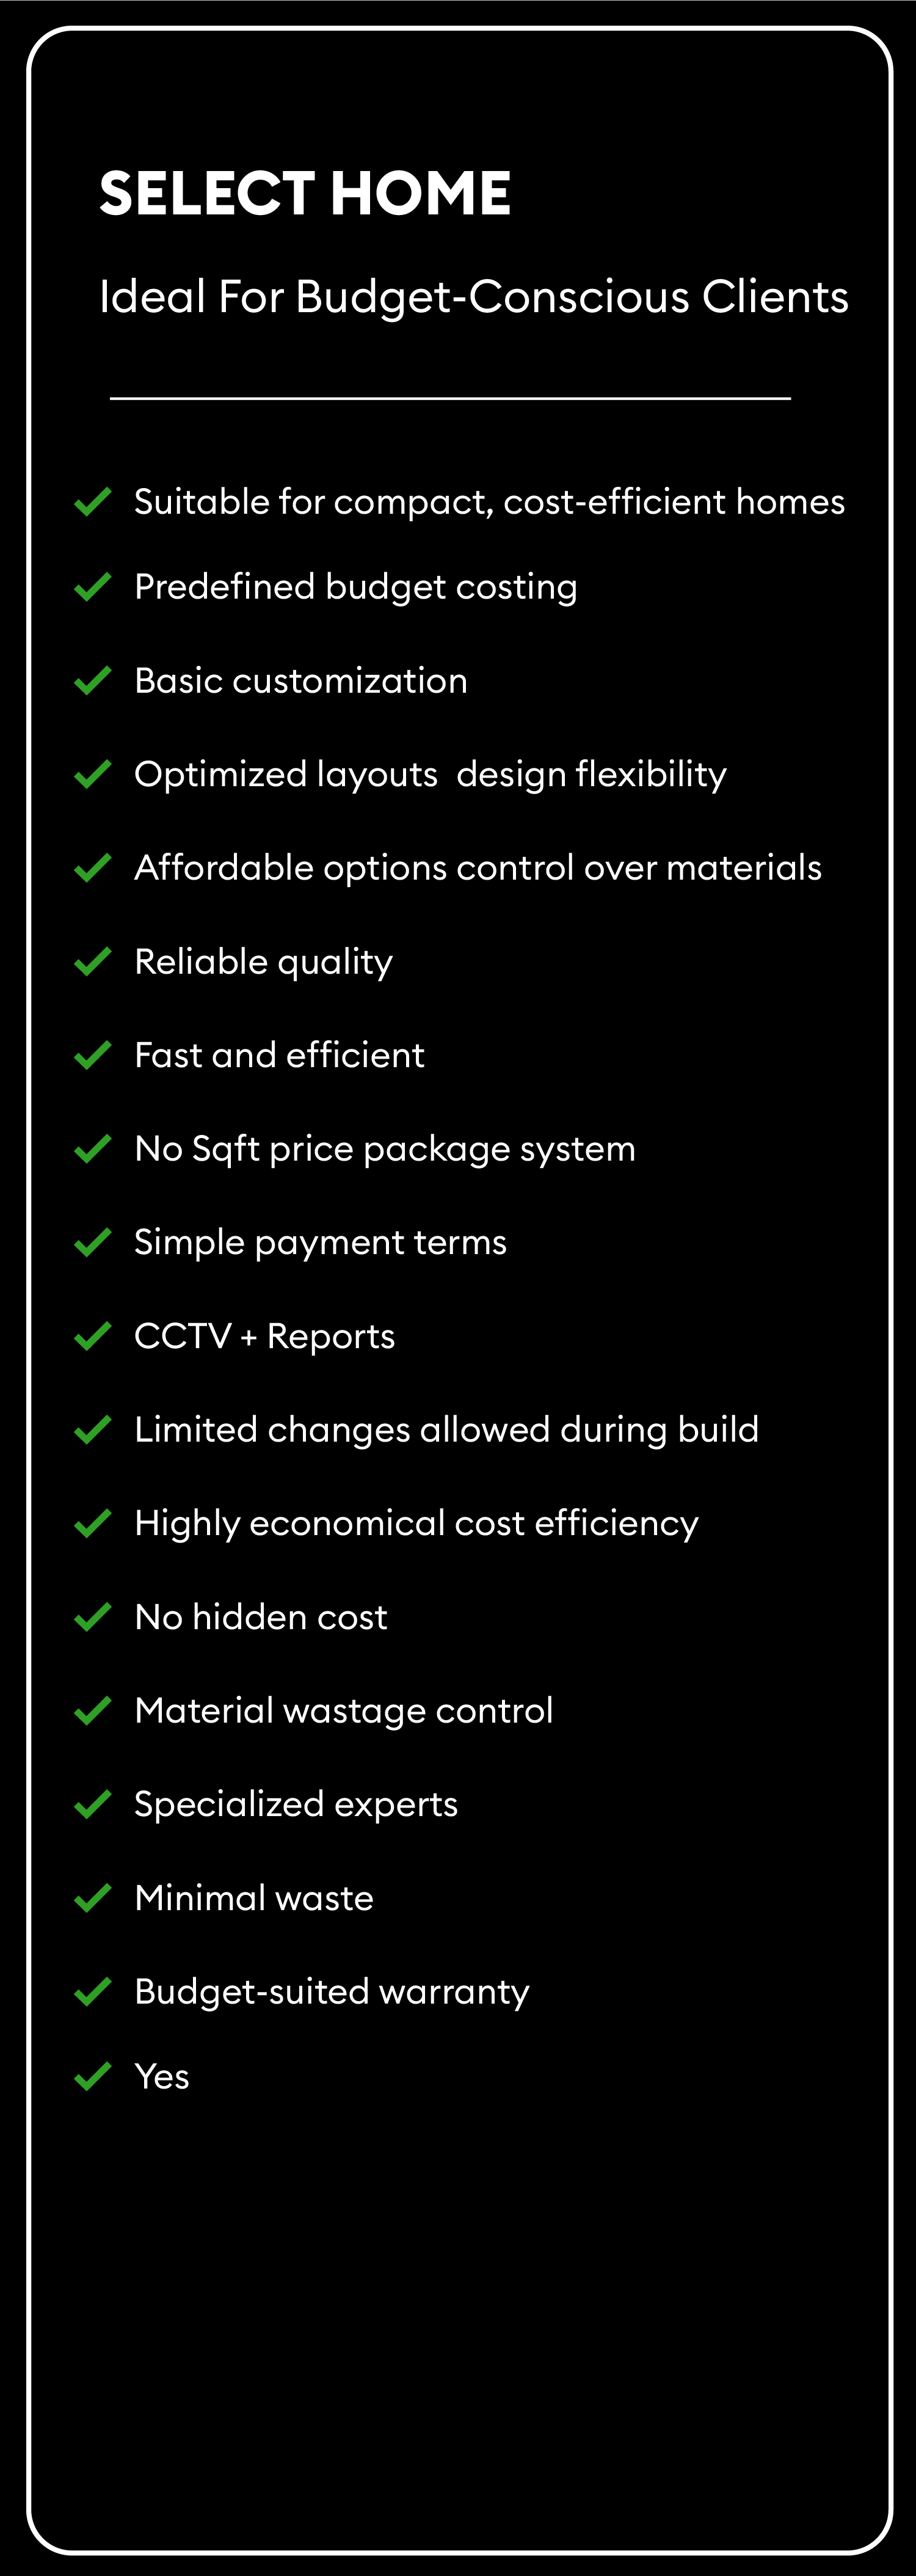 SELECT HOME
Ideal For Budget-Conscious Clients
Suitable for compact, cost-efficient homes
Predefined budget costing
Basic customization
Optimized layouts  design flexibility
Affordable options control over materials
Reliable quality
Fast and efficient
No Sqft price package system
Simple payment terms
CCTV + Reports
Limited changes allowed during build
Highly economical cost efficiency
No hidden cost
Material wastage control
Specialized experts
Minimal waste
Budget-suited warranty
Yes